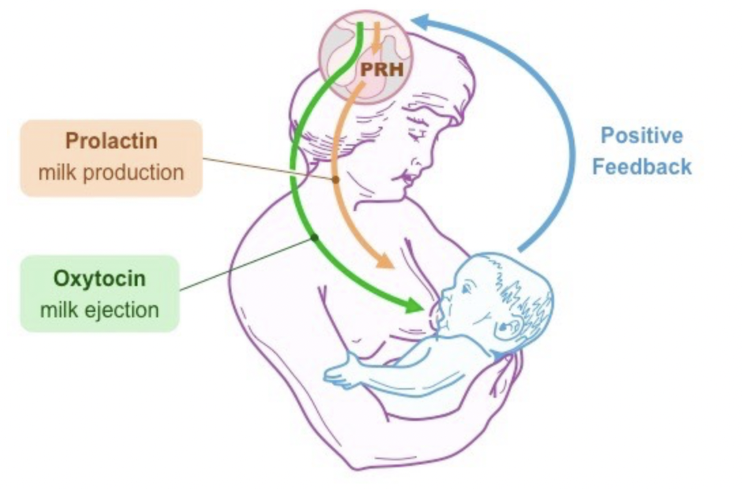 PRH
Prolactin
milk production
Positive
Feedback
Oxytocin
milk ejection